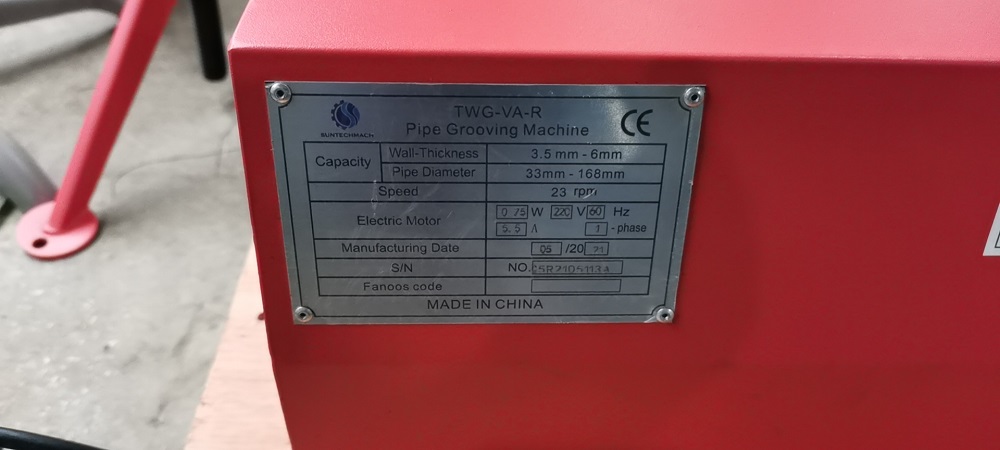 SUNTECHMACH
TWG-VA-R
Pipe Grooving Machine CE
Capacity Wall-Thickness 3.5 mm - 6mm
Pipe Diameter 33mm - 168mm
Speed 23 rpm
Electric Motor 0.75 W 220 V 60 Hz
5.5 A 1 - phase
Manufacturing Date 05 /20 21
S/N NO.
Fanoos code
MADE IN CHINA